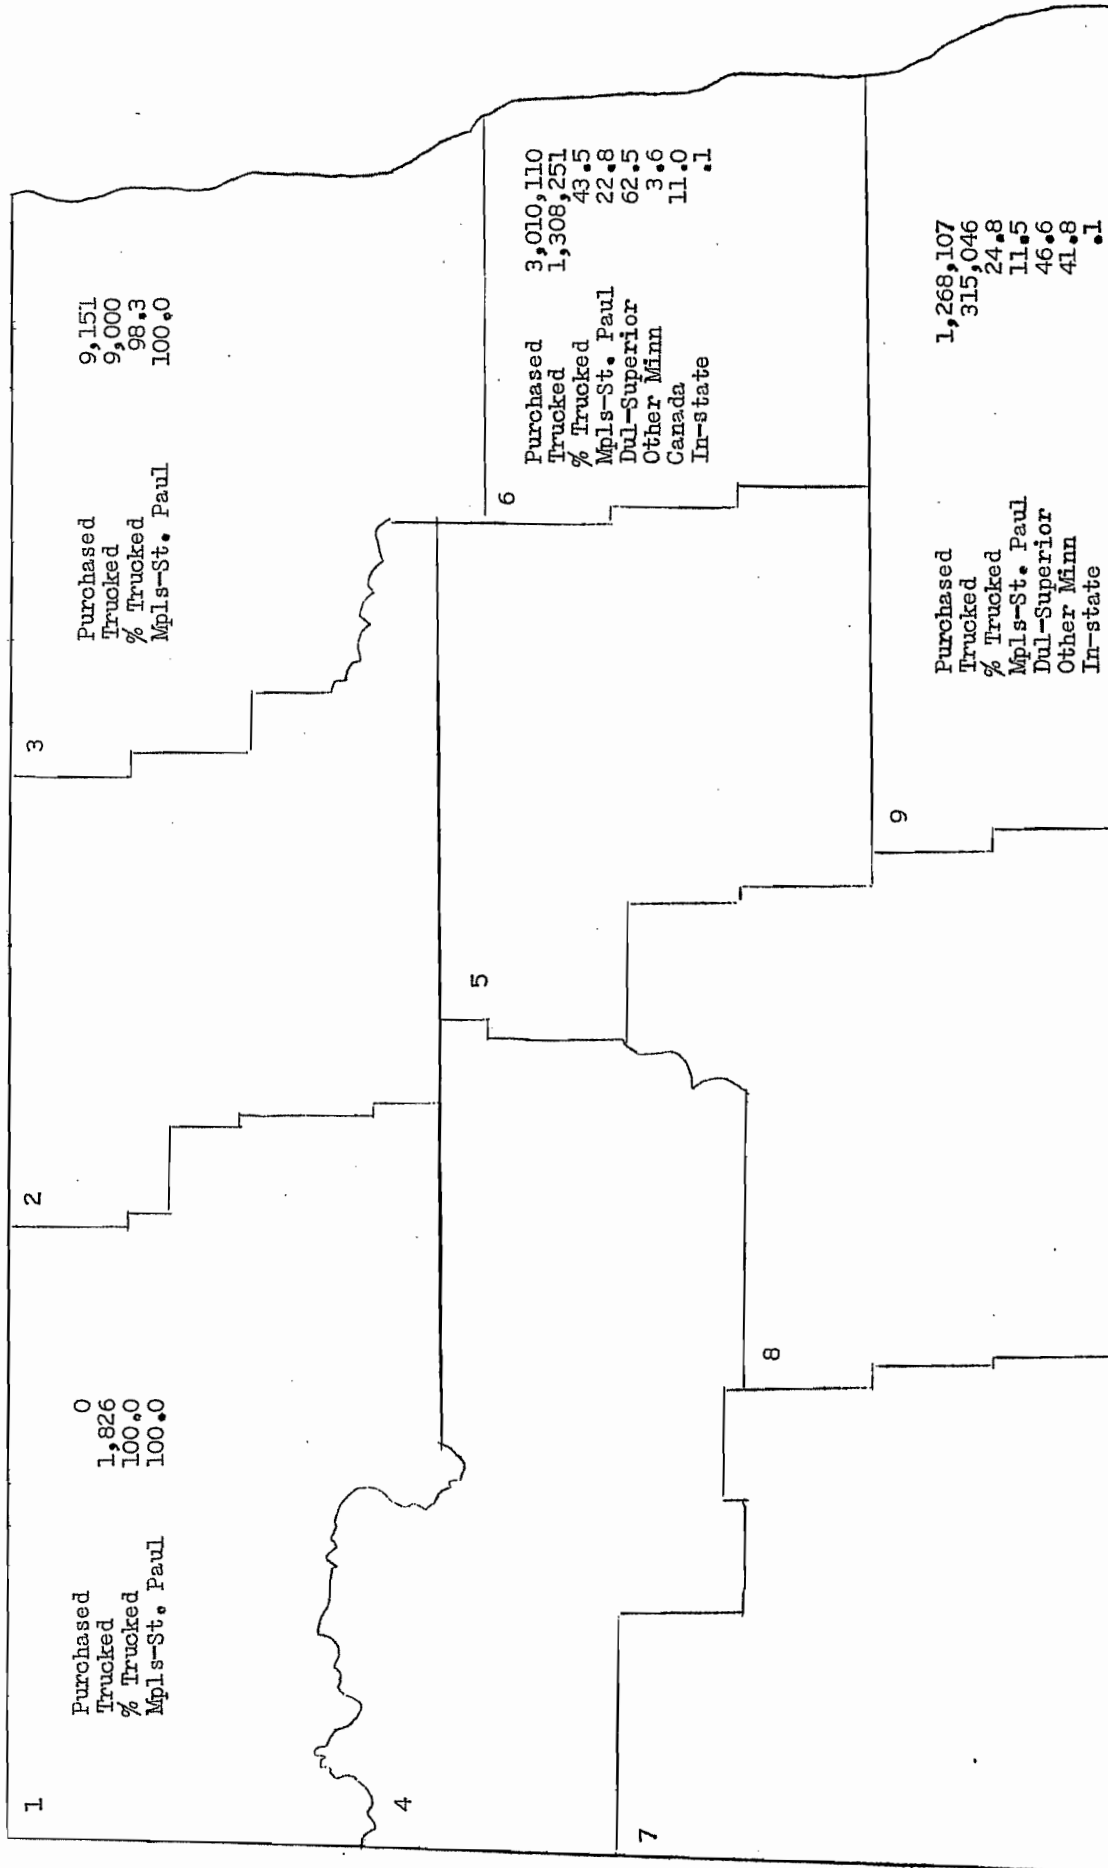 1
Purchased 0
Trucked 1,826
% Trucked 100.0
Mpls-St. Paul 100.0
2
3
Purchased 9,151
Trucked 9,000
% Trucked 98.3
Mpls-St. Paul 100.0
4
5
6
Purchased 3,010,110
Trucked 1,308,251
% Trucked 43.5
Mpls-St. Paul 22.8
Dul-Superior 62.5
Other Minn 3.6
Canada 11.0
In-state .1
7
8
9
Purchased 1,268,107
Trucked 315,046
% Trucked 24.8
Mpls-St. Paul 11.5
Dul-Superior 46.6
Other Minn 41.8
In-state .1